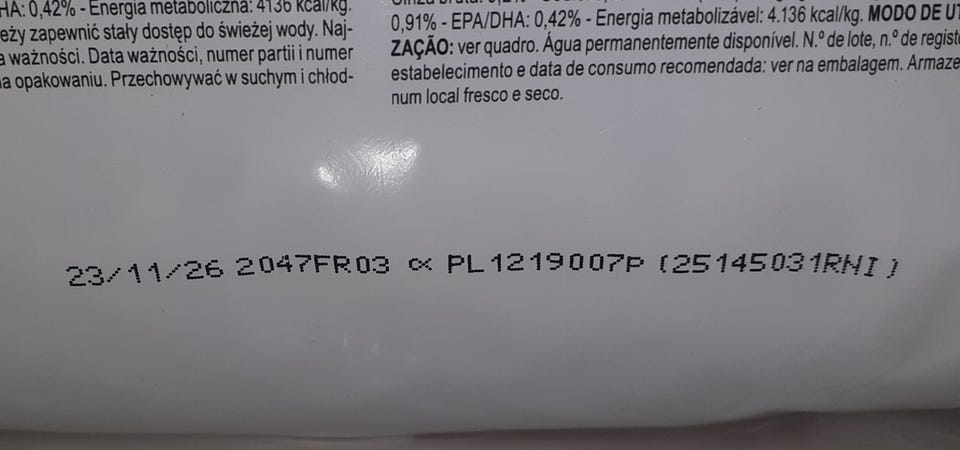 HA: 0,42% - Energia metaboliczna: 4136 kcal/kg.
eży zapewnić stały dostęp do świeżej wody. Naj-
a ważności. Data ważności, numer partii i numer
a opakowaniu. Przechowywać w suchym i chłod-
0,91% - EPA/DHA: 0,42% - Energia metabolizável: 4.136 kcal/kg. MODO DE UT
ZAÇÃO: ver quadro. Água permanentemente disponível. N.º de lote, n.º de registo
estabelecimento e data de consumo recomendada: ver na embalagem. Armaze
num local fresco e seco.
23/11/26 2047FR03 ∝ PL1219007P (25145031RNI)